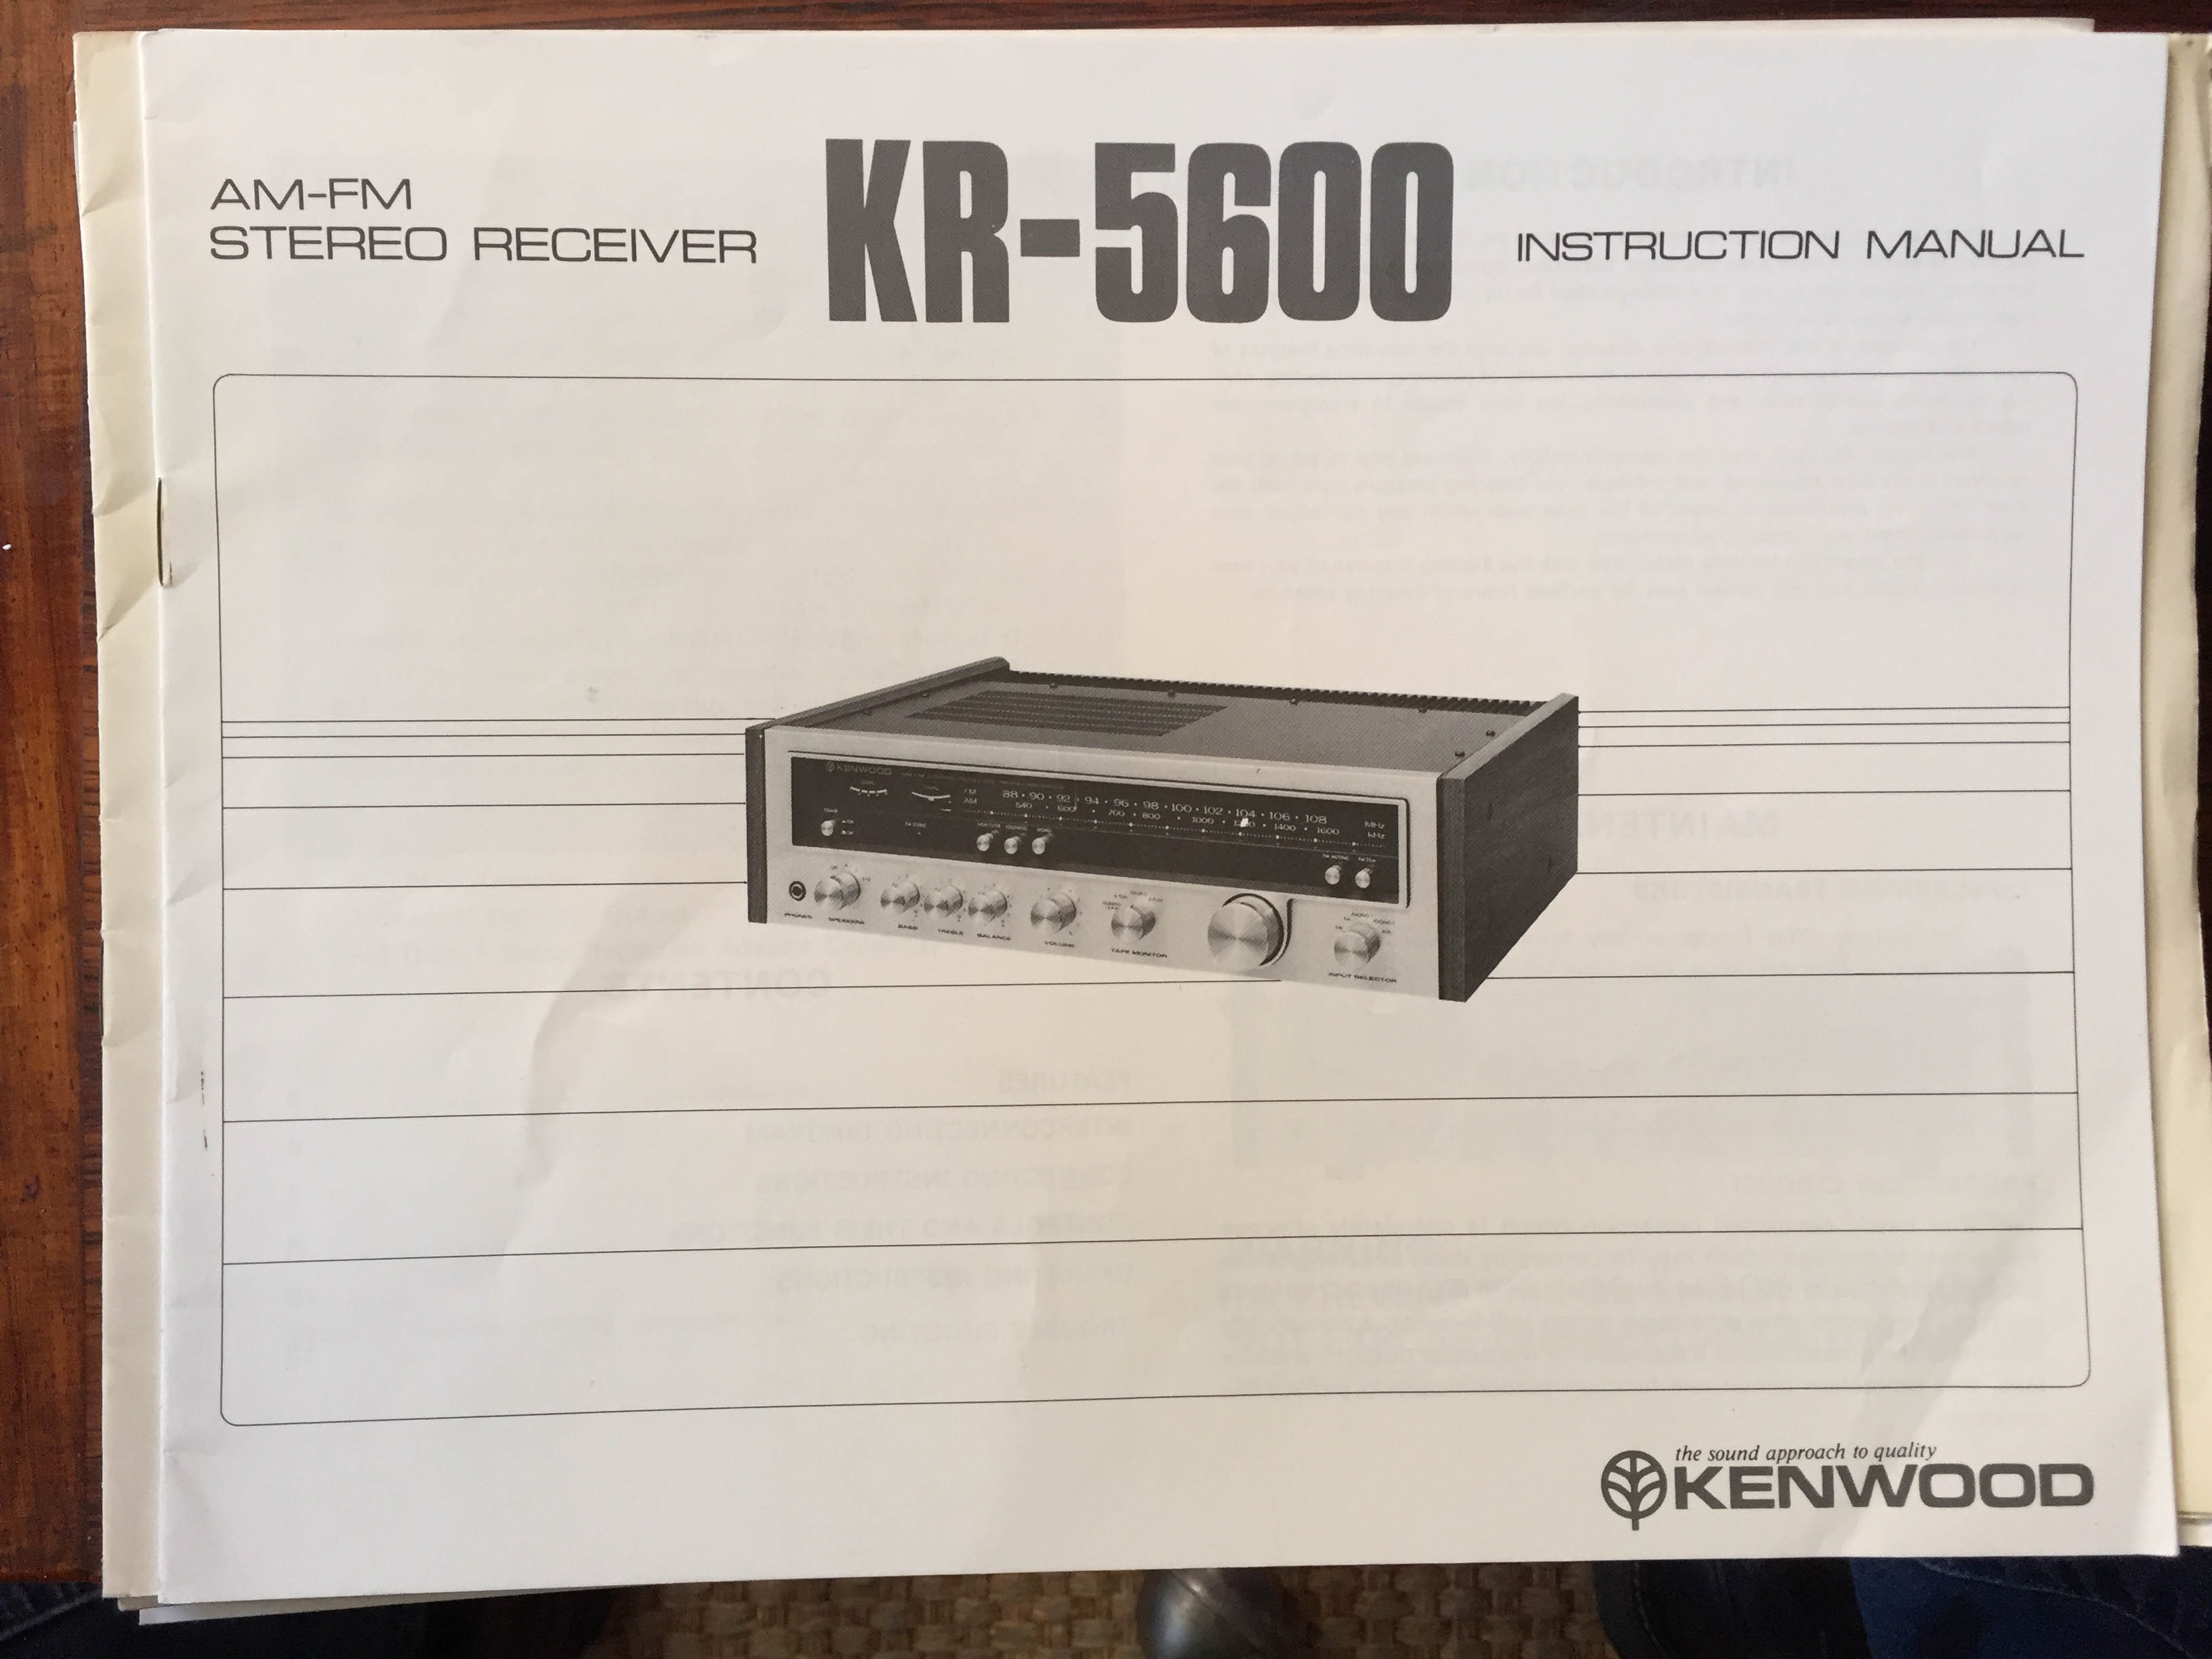 AM-FM
STEREO RECEIVER
KR-5600
INSTRUCTION MANUAL
KENWOOD
FM 88 · 90 · 92 · 94 · 96 · 98 · 100 · 102 · 104 · 106 · 108 MHz
AM 540 · 600 · 700 · 800 · 1000 · 1400 · 1600 kHz
PHONES
SPEAKERS
BASS
TREBLE
BALANCE
VOLUME
TAPE MONITOR
INPUT SELECTOR
the sound approach to quality
KENWOOD